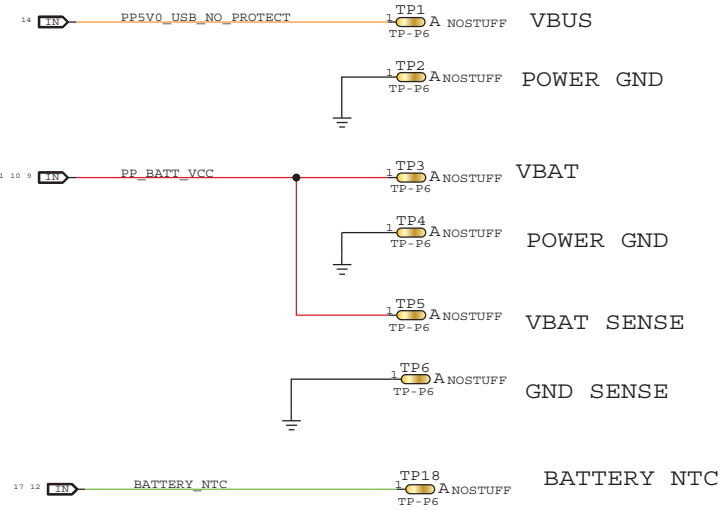 14 IN PP5V0_USB_NO_PROTECT 1 TP1 A NOSTUFF VBUS
TP-P6
1 TP2 A NOSTUFF POWER GND
TP-P6
1 10 9 IN PP_BATT_VCC 1 TP3 A NOSTUFF VBAT
TP-P6
1 TP4 A NOSTUFF POWER GND
TP-P6
1 TP5 A NOSTUFF VBAT SENSE
TP-P6
1 TP6 A NOSTUFF GND SENSE
TP-P6
17 12 IN BATTERY_NTC 1 TP18 A NOSTUFF BATTERY NTC
TP-P6